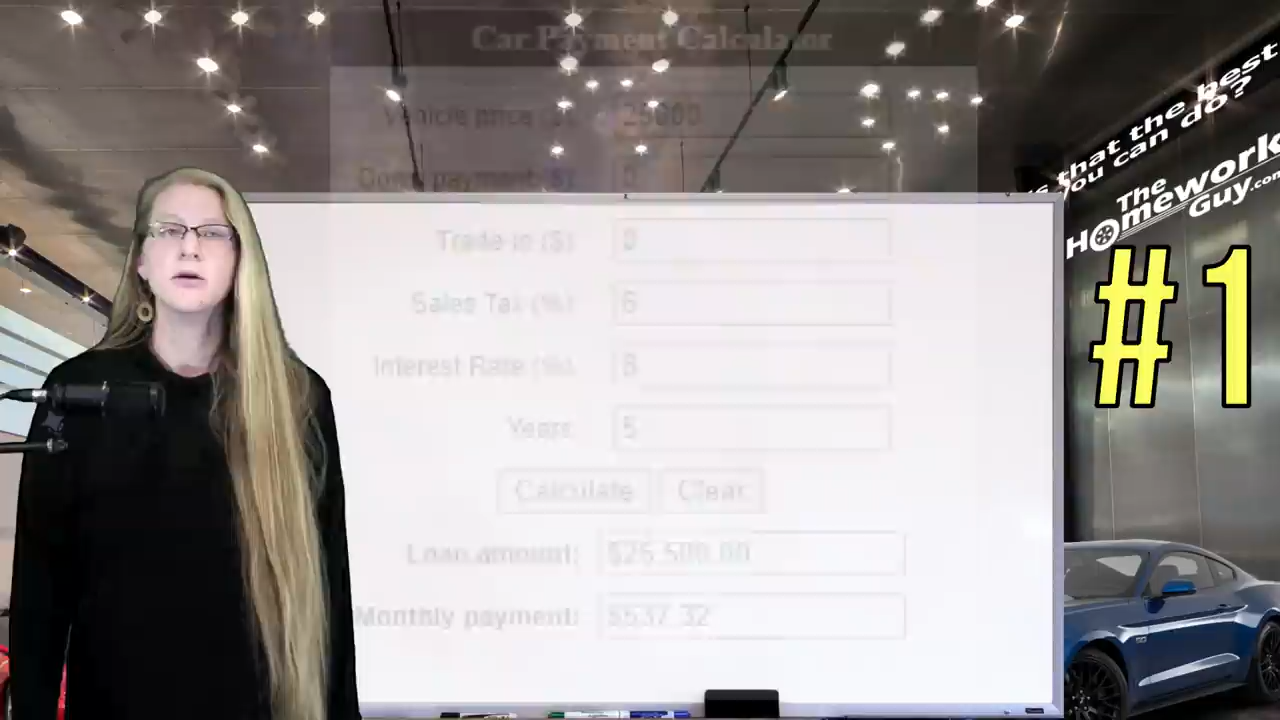 Car Payment Calculator
Vehicle price ($): 25000
Down payment ($): 0
Trade-in ($): 0
Sales Tax (%): 6
Interest Rate (%): 8
Years: 5
Calculate Clear
Loan amount: $26,500.00
Monthly payment: $537.32
Is that the best
you can do?
The
Homework
Guy.com
#1